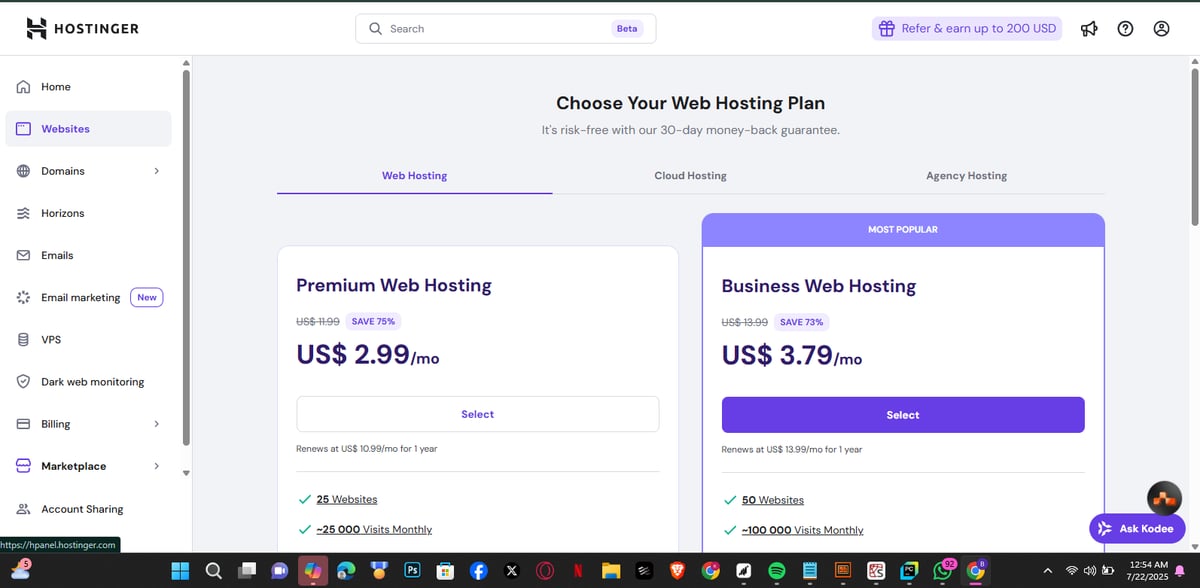 HOSTINGER
Search
Beta
Refer & earn up to 200 USD
Home
Websites
Domains
Horizons
Emails
Email marketing
New
VPS
Dark web monitoring
Billing
Marketplace
Account Sharing
https://hpanel.hostinger.com
Choose Your Web Hosting Plan
It's risk-free with our 30-day money-back guarantee.
Web Hosting
Cloud Hosting
Agency Hosting
Premium Web Hosting
US$ 11.99 SAVE 75%
US$ 2.99/mo
Select
Renews at US$ 10.99/mo for 1 year
25 Websites
~25 000 Visits Monthly
MOST POPULAR
Business Web Hosting
US$ 13.99 SAVE 73%
US$ 3.79/mo
Select
Renews at US$ 13.99/mo for 1 year
50 Websites
~100 000 Visits Monthly
Ask Kodee
5
Ps
92
8
12:54 AM
7/22/2025